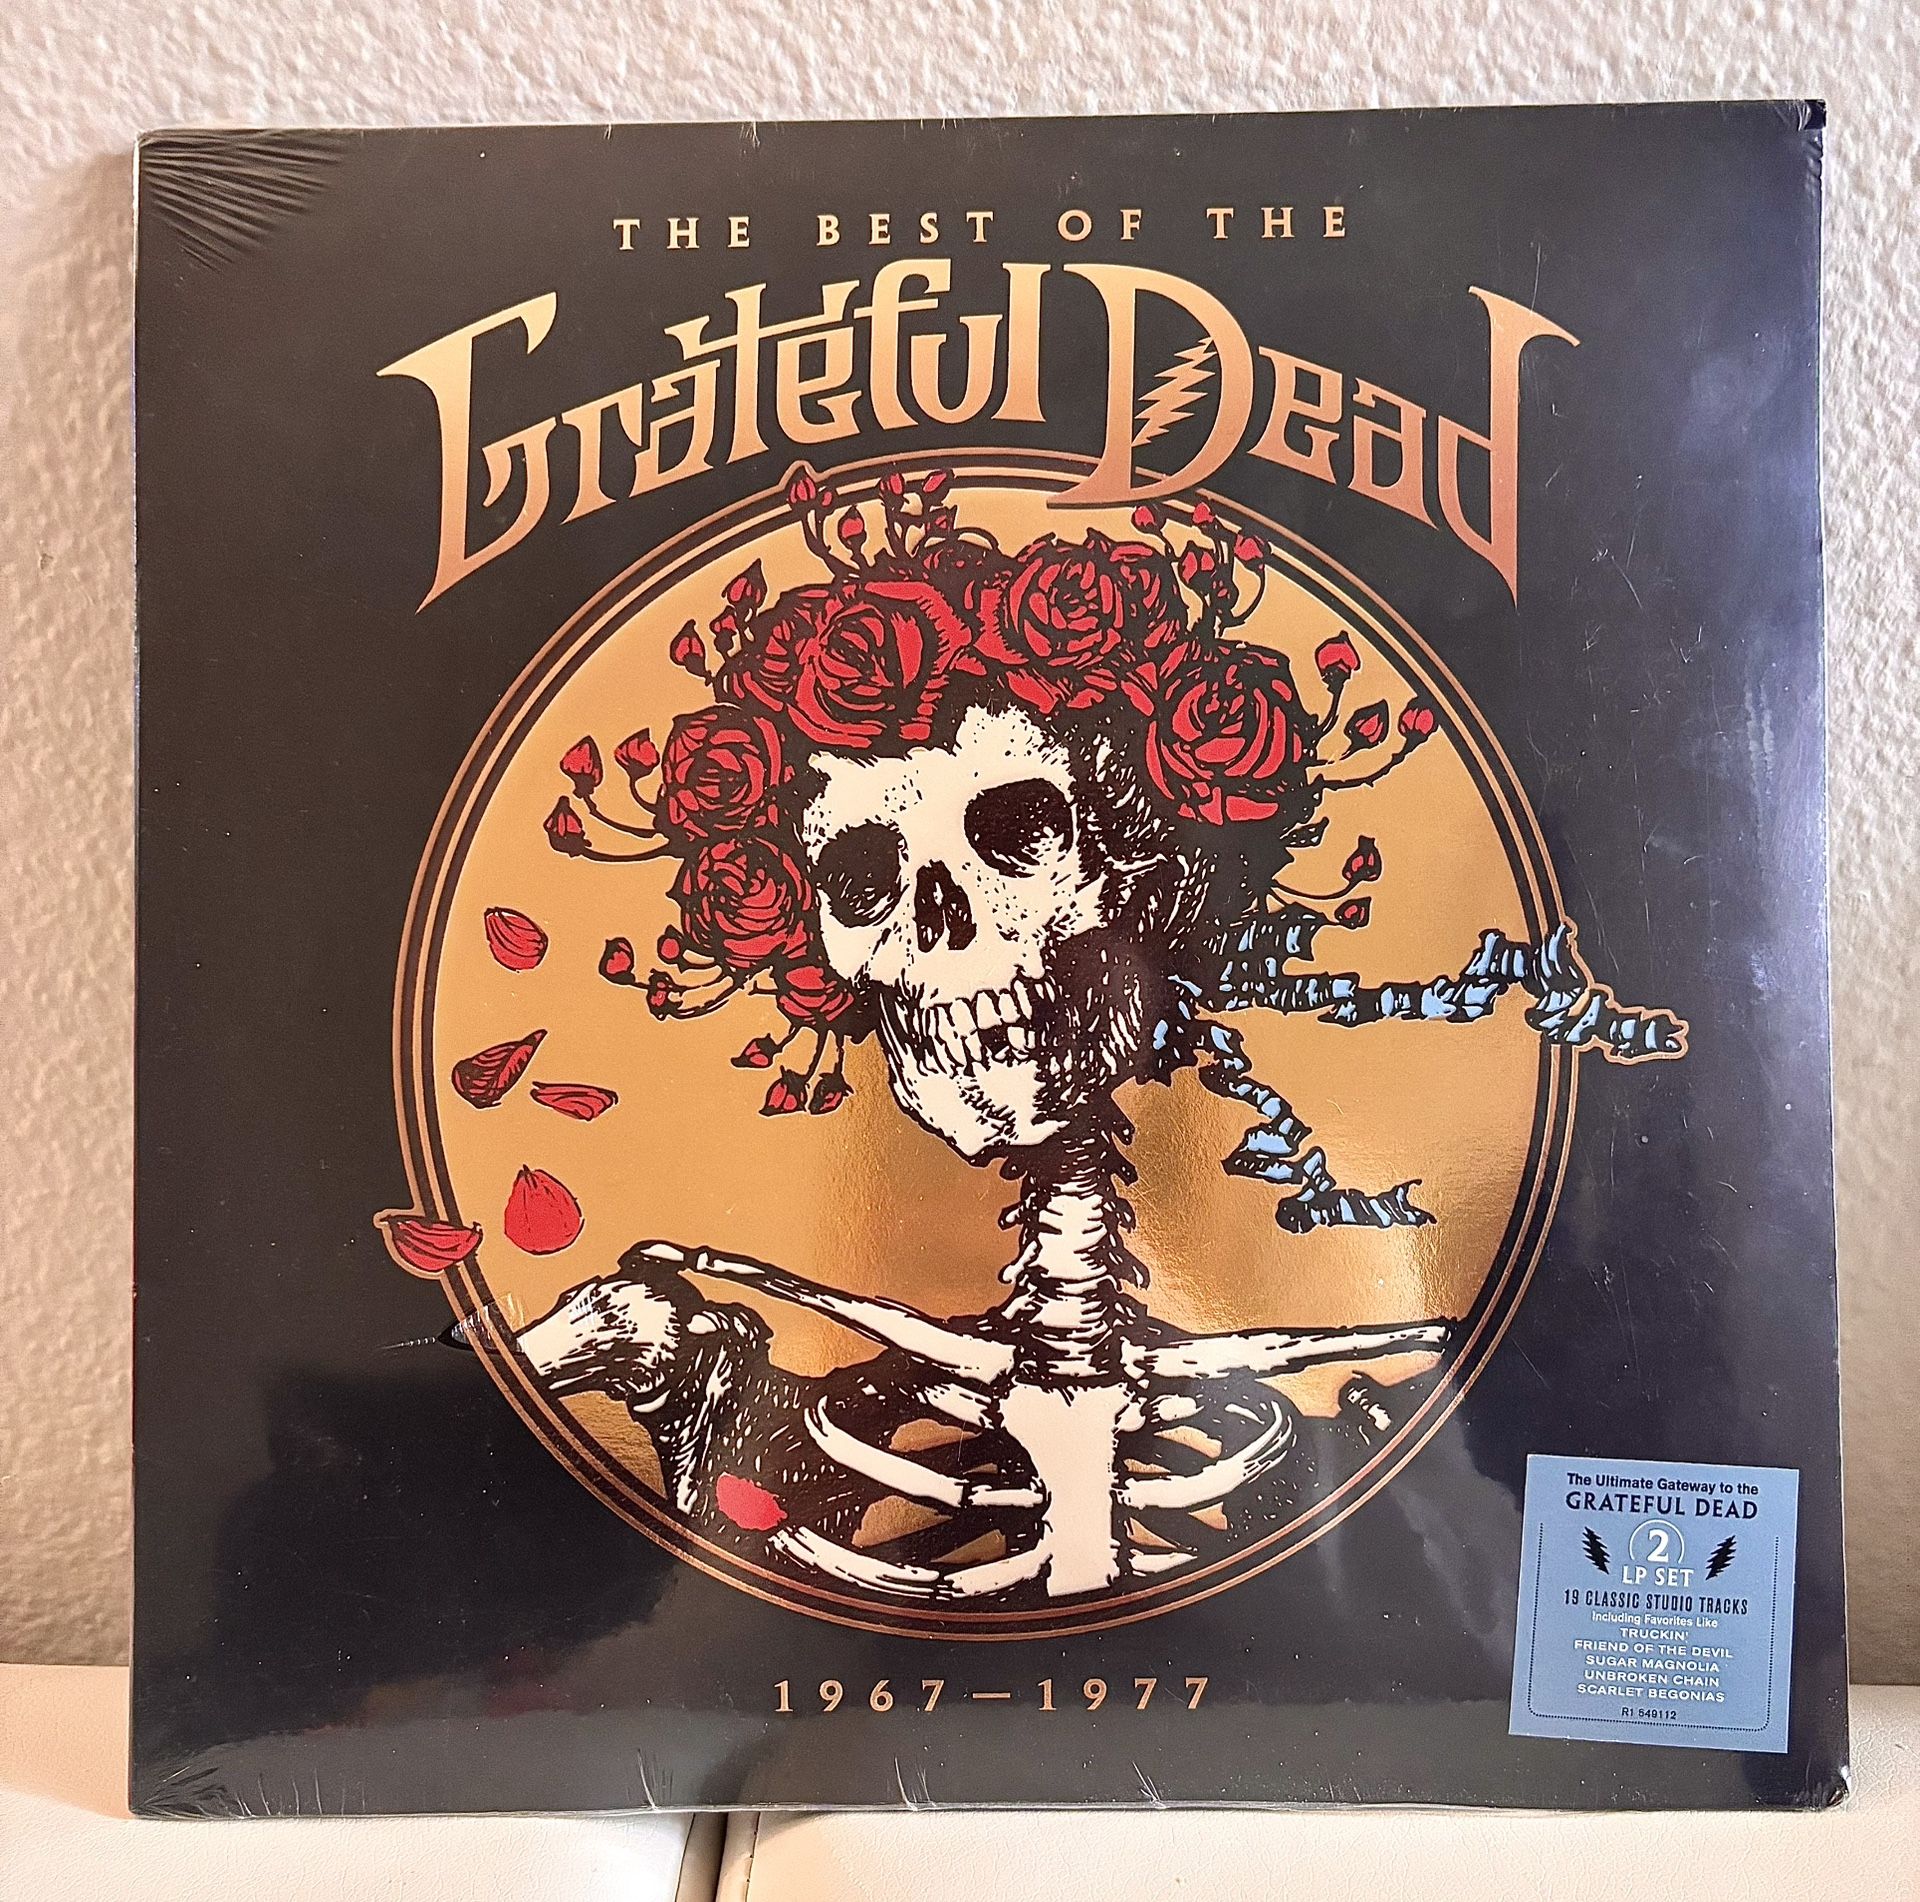 THE BEST OF THE
Grateful Dead
1967—1977
The Ultimate Gateway to the
GRATEFUL DEAD
2
LP SET
19 CLASSIC STUDIO TRACKS
Including Favorites Like
TRUCKIN'
FRIEND OF THE DEVIL
SUGAR MAGNOLIA
UNBROKEN CHAIN
SCARLET BEGONIAS
R1 549112